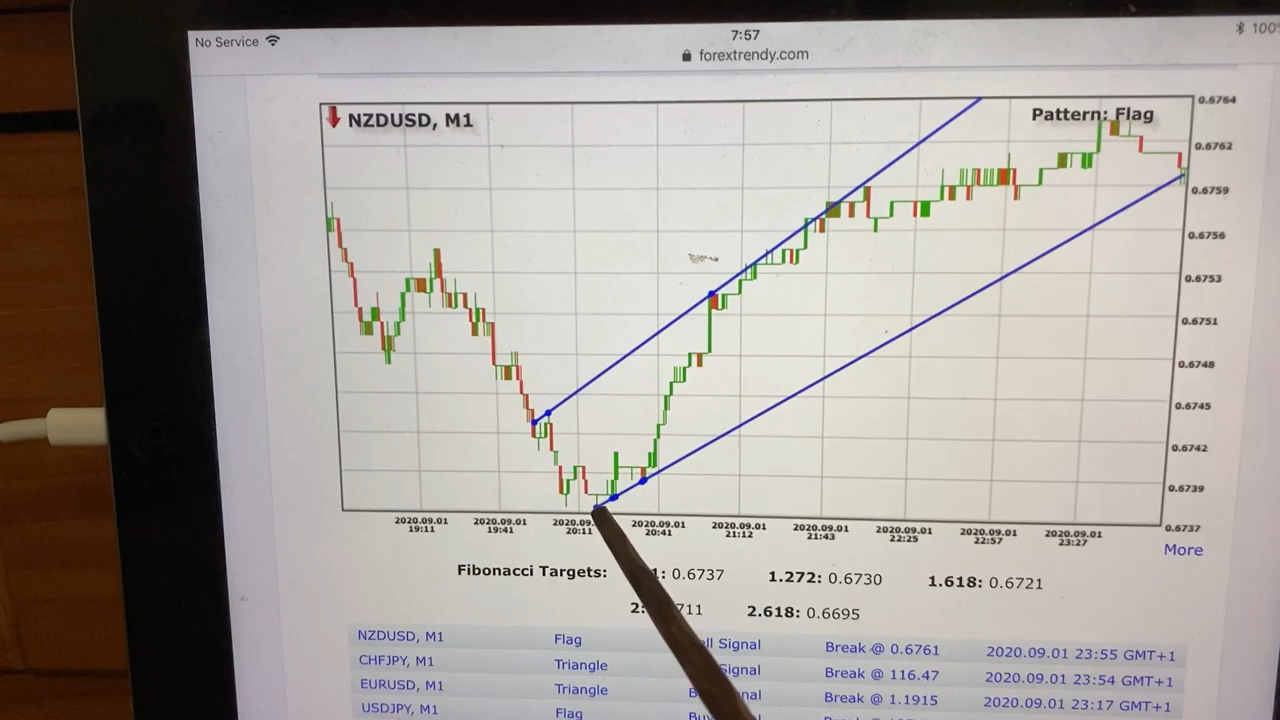 No Service 7:57 100%
forextrendy.com
NZDUSD, M1 Pattern: Flag
0.6764
0.6762
0.6759
0.6756
0.6753
0.6751
0.6748
0.6745
0.6742
0.6739
0.6737
2020.09.01 2020.09.01 2020.09. 2020.09.01 2020.09.01 2020.09.01 2020.09.01 2020.09.01 2020.09.01
19:11 19:41 20:11 20:41 21:12 21:43 22:25 22:57 23:27
More
Fibonacci Targets: 1: 0.6737 1.272: 0.6730 1.618: 0.6721
2: 711 2.618: 0.6695
NZDUSD, M1 Flag ll Signal Break @ 0.6761 2020.09.01 23:55 GMT+1
CHFJPY, M1 Triangle Signal Break @ 116.47 2020.09.01 23:54 GMT+1
EURUSD, M1 Triangle nal Break @ 1.1915 2020.09.01 23:17 GMT+1
USDJPY, M1 Flag